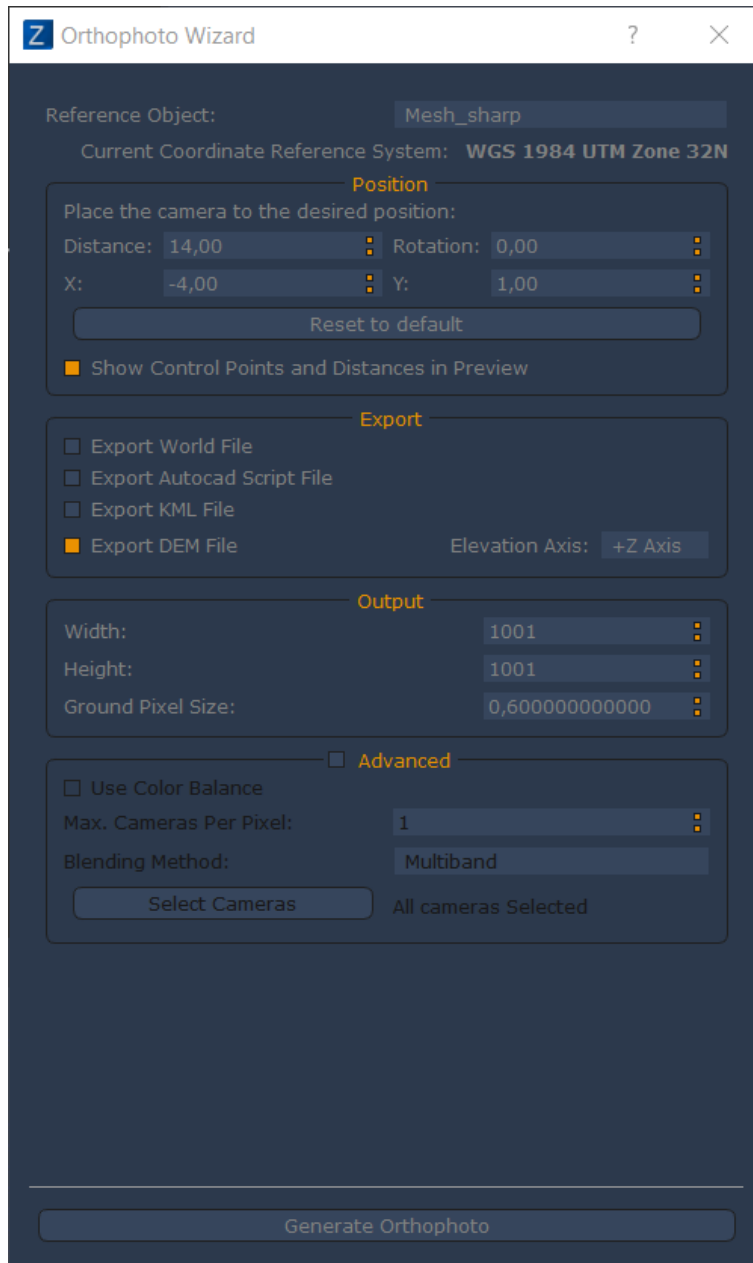 Z Orthophoto Wizard ? ×
Reference Object: Mesh_sharp
Current Coordinate Reference System: WGS 1984 UTM Zone 32N
Position
Place the camera to the desired position:
Distance: 14,00 Rotation: 0,00
X: -4,00 Y: 1,00
Reset to default
Show Control Points and Distances in Preview
Export
Export World File
Export Autocad Script File
Export KML File
Export DEM File Elevation Axis: +Z Axis
Output
Width: 1001
Height: 1001
Ground Pixel Size: 0,600000000000
Advanced
Use Color Balance
Max. Cameras Per Pixel: 1
Blending Method: Multiband
Select Cameras All cameras Selected
Generate Orthophoto